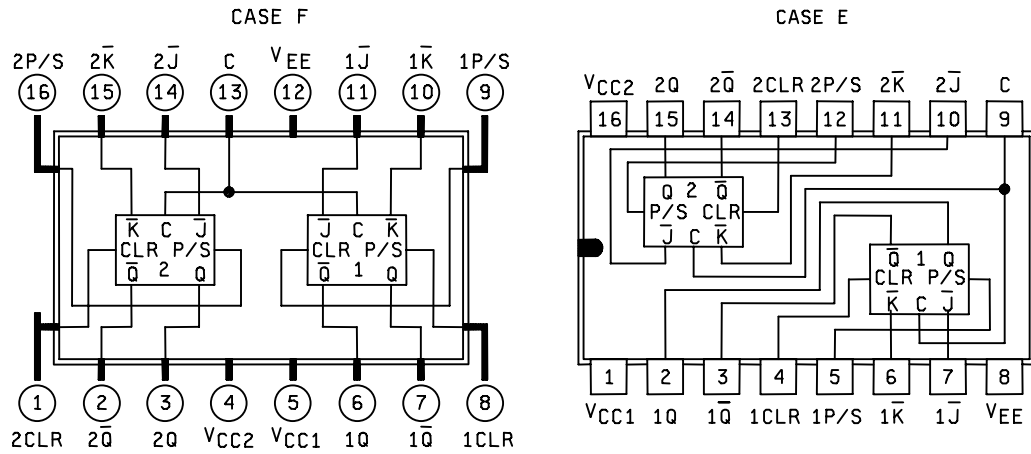 CASE F
2P/S 2K̅ 2J̅ C VEE 1J̅ 1K̅ 1P/S
16 15 14 13 12 11 10 9
K̅ C J̅
CLR P/S
2
Q̅ Q
J̅ C K̅
CLR P/S
1
Q̅ Q
1 2 3 4 5 6 7 8
2CLR 2Q̅ 2Q VCC2 VCC1 1Q 1Q̅ 1CLR
CASE E
VCC2 2Q 2Q̅ 2CLR 2P/S 2K̅ 2J̅ C
16 15 14 13 12 11 10 9
Q 2 Q̅
P/S CLR
J̅ C K̅
Q̅ 1 Q
CLR P/S
K̅ C J̅
1 2 3 4 5 6 7 8
VCC1 1Q 1Q̅ 1CLR 1P/S 1K̅ 1J̅ VEE